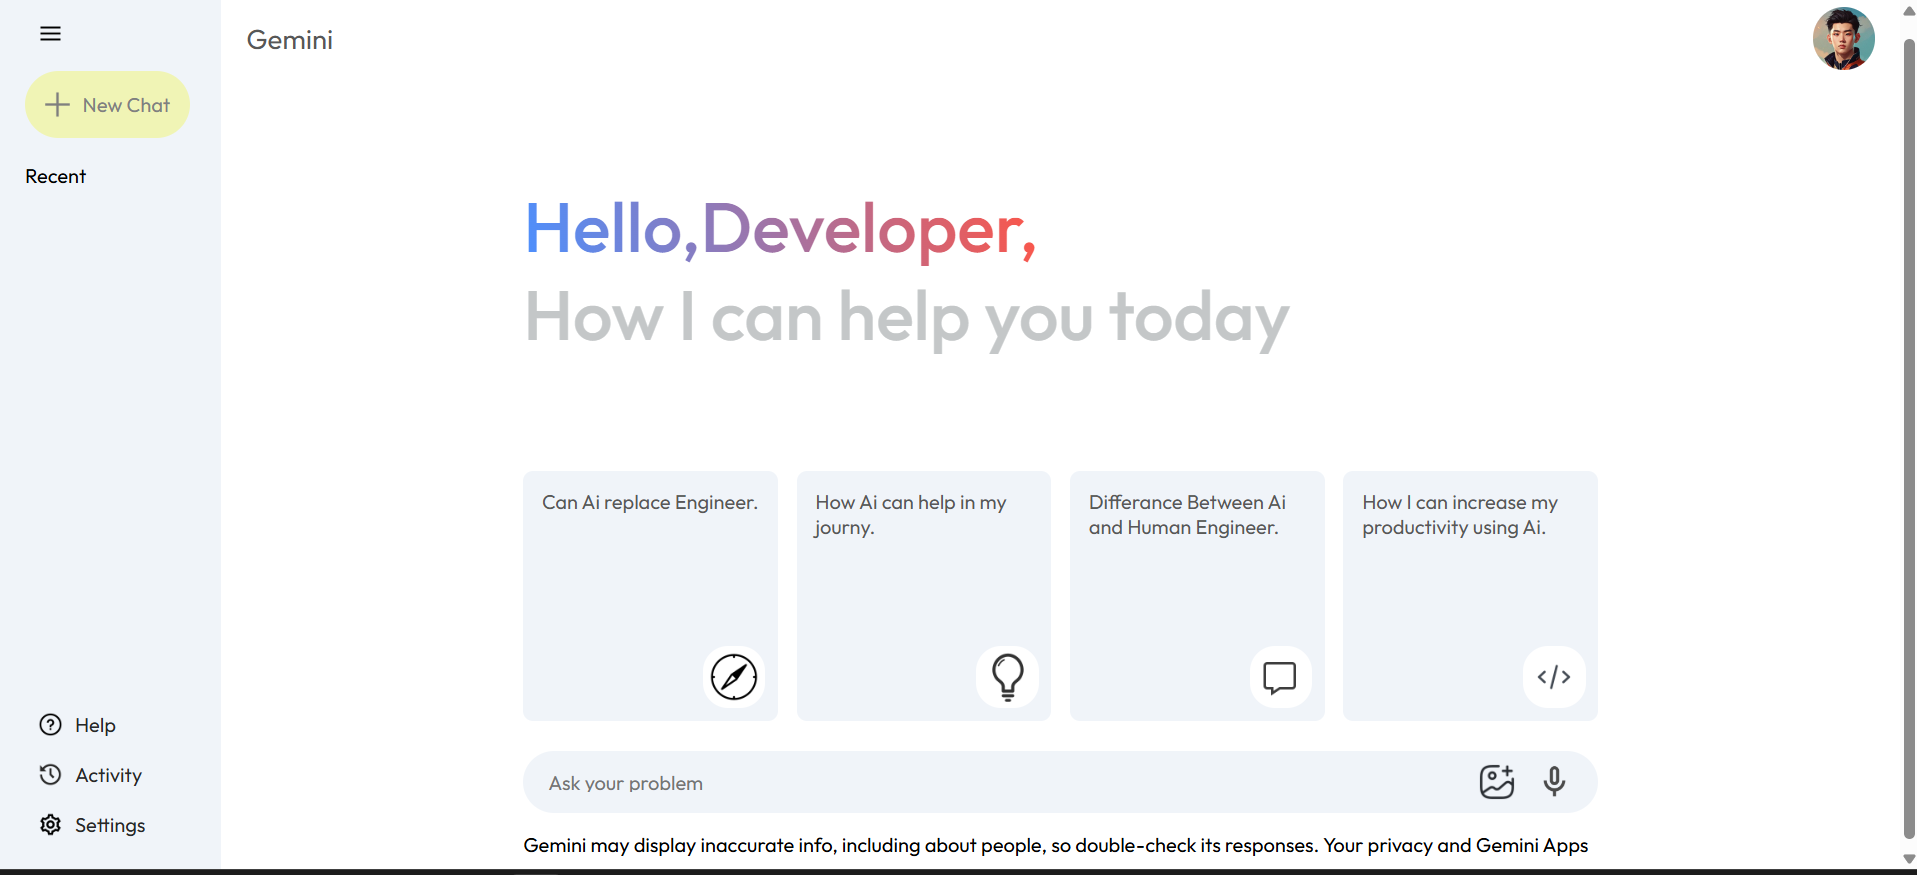 Gemini
New Chat
Recent
Hello,Developer,
How I can help you today
Can Ai replace Engineer.
How Ai can help in my
journy.
Differance Between Ai
and Human Engineer.
How I can increase my
productivity using Ai.
Help
Activity
Settings
Ask your problem
Gemini may display inaccurate info, including about people, so double-check its responses. Your privacy and Gemini Apps